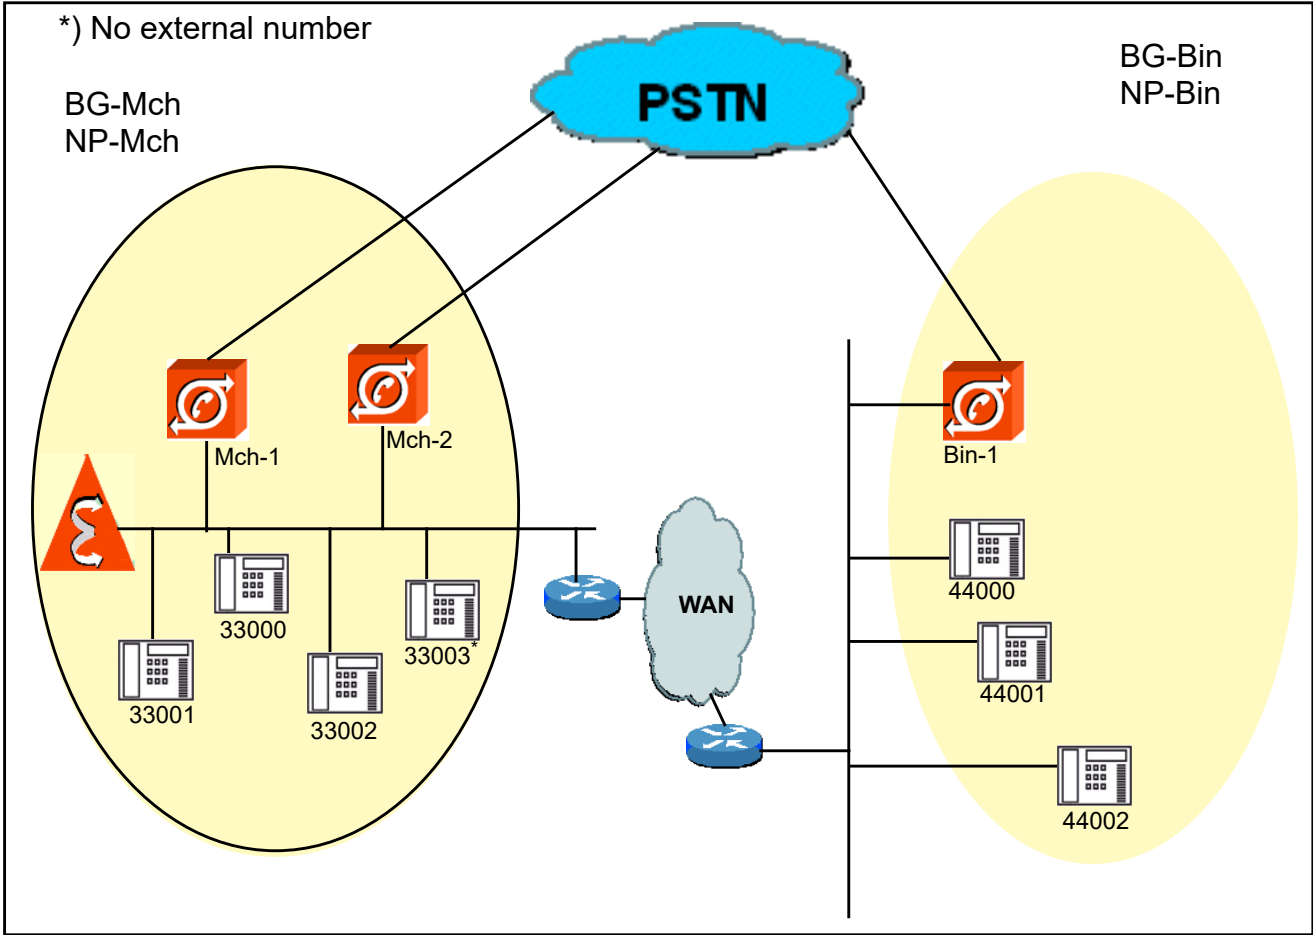 *) No external number
BG-Mch
NP-Mch
PSTN
BG-Bin
NP-Bin
Mch-1
Mch-2
Bin-1
33000
33001
33002
33003*
WAN
44000
44001
44002